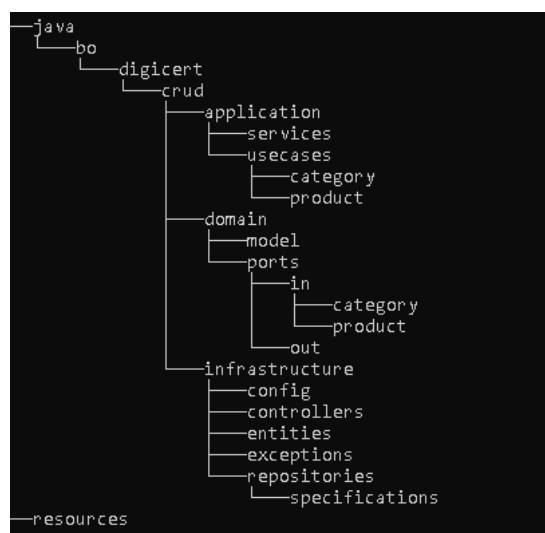 java
bo
digicert
crud
application
services
usecases
category
product
domain
model
ports
in
category
product
out
infrastructure
config
controllers
entities
exceptions
repositories
specifications
resources